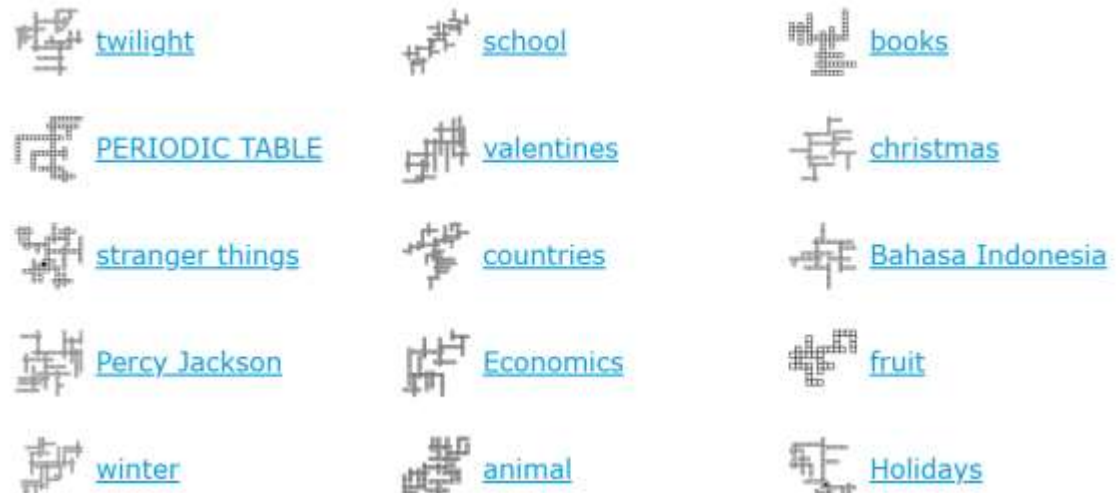 twilight
school
books
PERIODIC TABLE
valentines
christmas
stranger things
countries
Bahasa Indonesia
Percy Jackson
Economics
fruit
winter
animal
Holidays